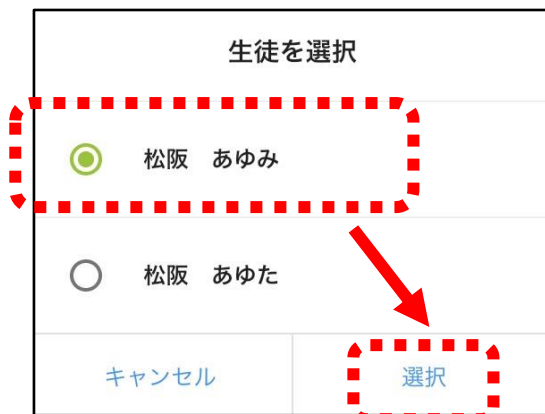 生徒を選択
松阪　あゆみ
松阪　あゆた
キャンセル　選択